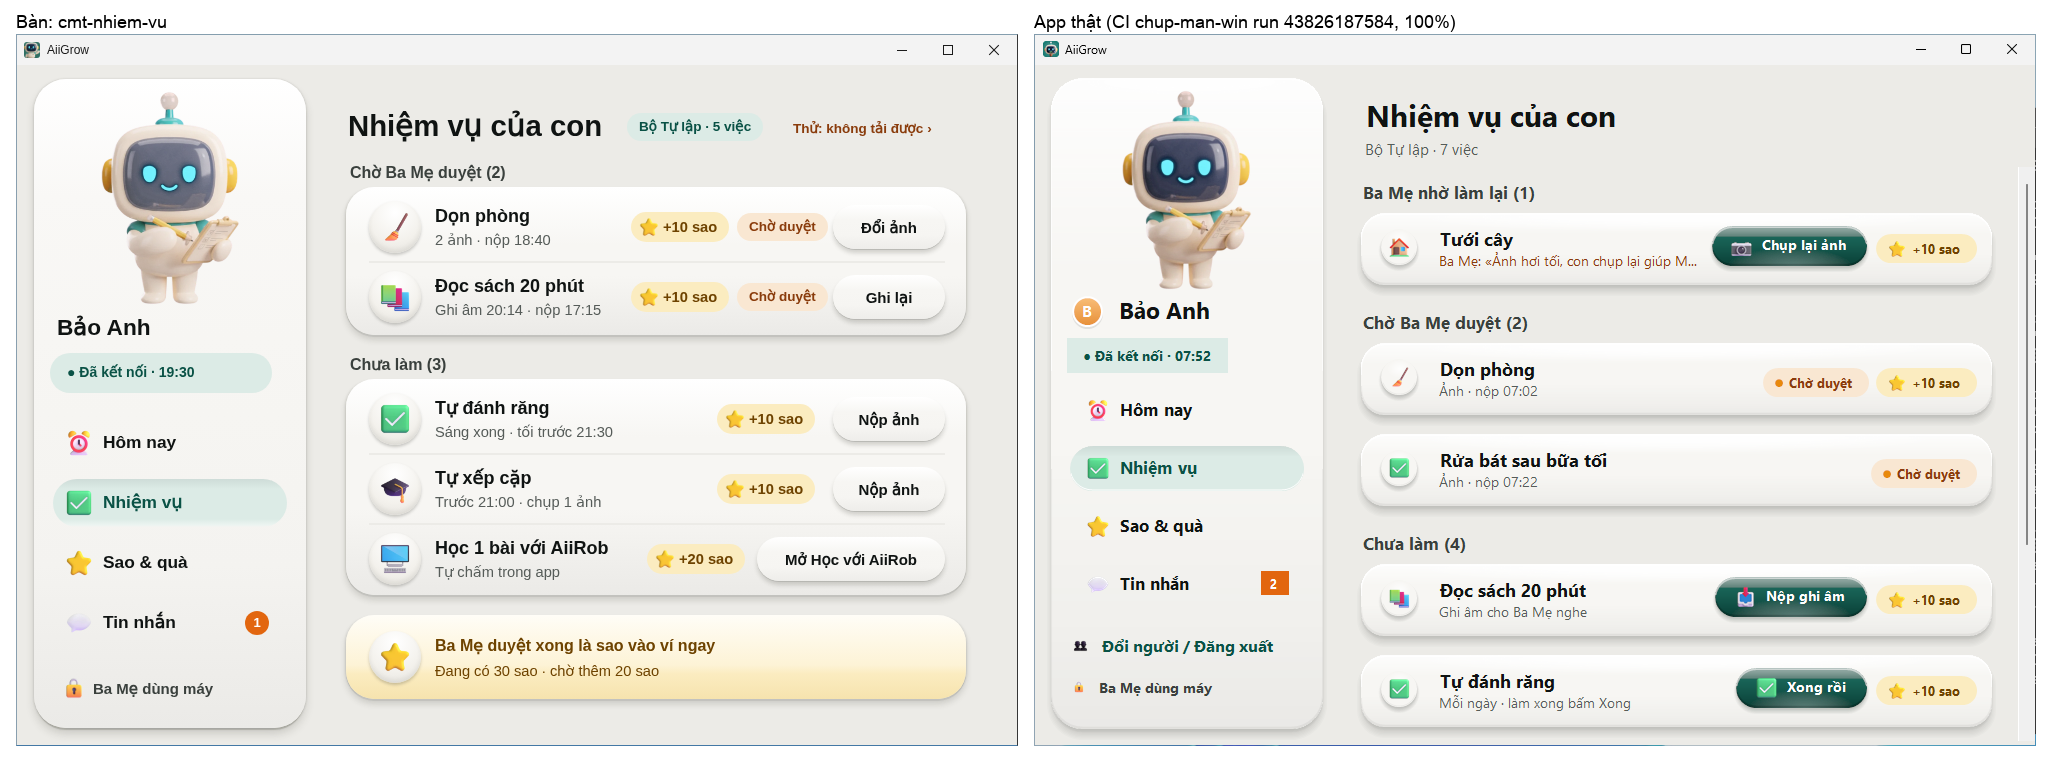 Bàn: cmt-nhiem-vu
AiiGrow
Bảo Anh
● Đã kết nối · 19:30
Hôm nay
Nhiệm vụ
Sao & quà
Tin nhắn 1
Ba Mẹ dùng máy
Nhiệm vụ của con Bộ Tự lập · 5 việc Thử: không tải được ›
Chờ Ba Mẹ duyệt (2)
Dọn phòng
2 ảnh · nộp 18:40
+10 sao Chờ duyệt Đổi ảnh
Đọc sách 20 phút
Ghi âm 20:14 · nộp 17:15
+10 sao Chờ duyệt Ghi lại
Chưa làm (3)
Tự đánh răng
Sáng xong · tối trước 21:30
+10 sao Nộp ảnh
Tự xếp cặp
Trước 21:00 · chụp 1 ảnh
+10 sao Nộp ảnh
Học 1 bài với AiiRob
Tự chấm trong app
+20 sao Mở Học với AiiRob
Ba Mẹ duyệt xong là sao vào ví ngay
Đang có 30 sao · chờ thêm 20 sao
App thật (CI chup-man-win run 43826187584, 100%)
AiiGrow
B Bảo Anh
● Đã kết nối · 07:52
Hôm nay
Nhiệm vụ
Sao & quà
Tin nhắn 2
Đổi người / Đăng xuất
Ba Mẹ dùng máy
Nhiệm vụ của con
Bộ Tự lập · 7 việc
Ba Mẹ nhờ làm lại (1)
Tưới cây
Ba Mẹ: «Ảnh hơi tối, con chụp lại giúp M...
Chụp lại ảnh +10 sao
Chờ Ba Mẹ duyệt (2)
Dọn phòng
Ảnh · nộp 07:02
Chờ duyệt +10 sao
Rửa bát sau bữa tối
Ảnh · nộp 07:22
Chờ duyệt
Chưa làm (4)
Đọc sách 20 phút
Ghi âm cho Ba Mẹ nghe
Nộp ghi âm +10 sao
Tự đánh răng
Mỗi ngày · làm xong bấm Xong
Xong rồi +10 sao